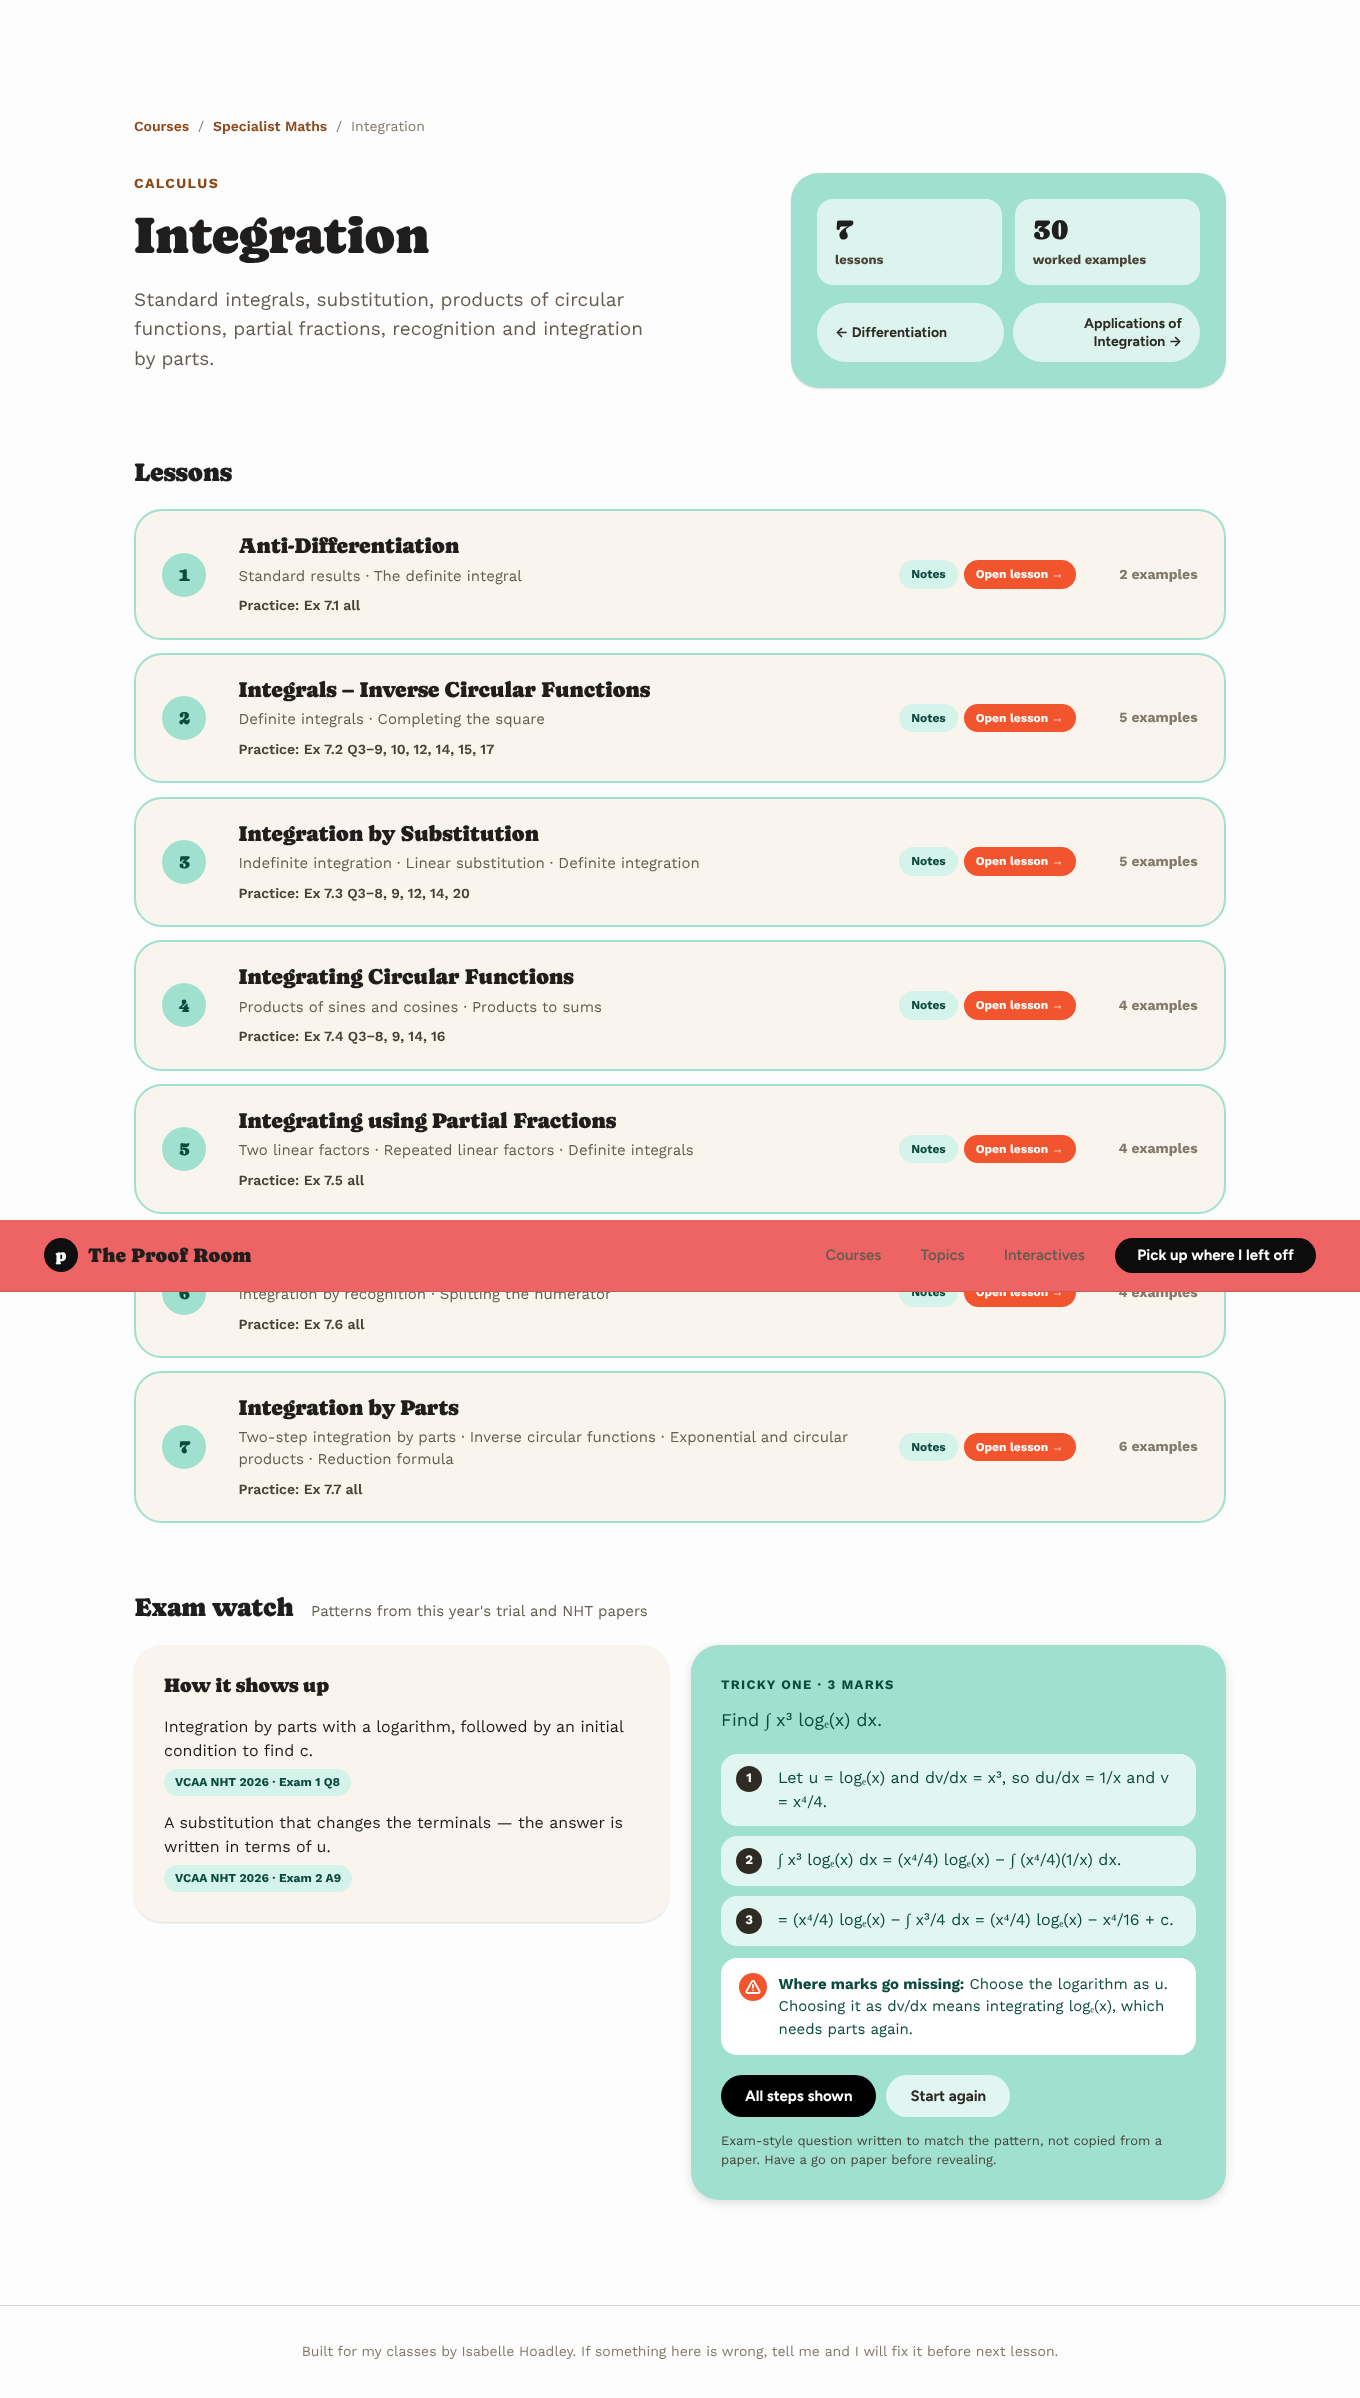 Courses / Specialist Maths / Integration
CALCULUS
Integration
Standard integrals, substitution, products of circular
functions, partial fractions, recognition and integration
by parts.
7
lessons
30
worked examples
← Differentiation
Applications of
Integration →
Lessons
1
Anti-Differentiation
Standard results · The definite integral
Practice: Ex 7.1 all
Notes
Open lesson →
2 examples
2
Integrals – Inverse Circular Functions
Definite integrals · Completing the square
Practice: Ex 7.2 Q3–9, 10, 12, 14, 15, 17
Notes
Open lesson →
5 examples
3
Integration by Substitution
Indefinite integration · Linear substitution · Definite integration
Practice: Ex 7.3 Q3–8, 9, 12, 14, 20
Notes
Open lesson →
5 examples
4
Integrating Circular Functions
Products of sines and cosines · Products to sums
Practice: Ex 7.4 Q3–8, 9, 14, 16
Notes
Open lesson →
4 examples
5
Integrating using Partial Fractions
Two linear factors · Repeated linear factors · Definite integrals
Practice: Ex 7.5 all
Notes
Open lesson →
4 examples
p The Proof Room
Courses
Topics
Interactives
Pick up where I left off
6
Integration by recognition · Splitting the numerator
Practice: Ex 7.6 all
Notes
Open lesson →
4 examples
7
Integration by Parts
Two-step integration by parts · Inverse circular functions · Exponential and circular
products · Reduction formula
Practice: Ex 7.7 all
Notes
Open lesson →
6 examples
Exam watch Patterns from this year's trial and NHT papers
How it shows up
Integration by parts with a logarithm, followed by an initial
condition to find c.
VCAA NHT 2026 · Exam 1 Q8
A substitution that changes the terminals — the answer is
written in terms of u.
VCAA NHT 2026 · Exam 2 A9
TRICKY ONE · 3 MARKS
Find ∫ x³ logₑ(x) dx.
1 Let u = logₑ(x) and dv/dx = x³, so du/dx = 1/x and v
= x⁴/4.
2 ∫ x³ logₑ(x) dx = (x⁴/4) logₑ(x) − ∫ (x⁴/4)(1/x) dx.
3 = (x⁴/4) logₑ(x) − ∫ x³/4 dx = (x⁴/4) logₑ(x) − x⁴/16 + c.
Where marks go missing: Choose the logarithm as u.
Choosing it as dv/dx means integrating logₑ(x), which
needs parts again.
All steps shown
Start again
Exam-style question written to match the pattern, not copied from a
paper. Have a go on paper before revealing.
Built for my classes by Isabelle Hoadley. If something here is wrong, tell me and I will fix it before next lesson.